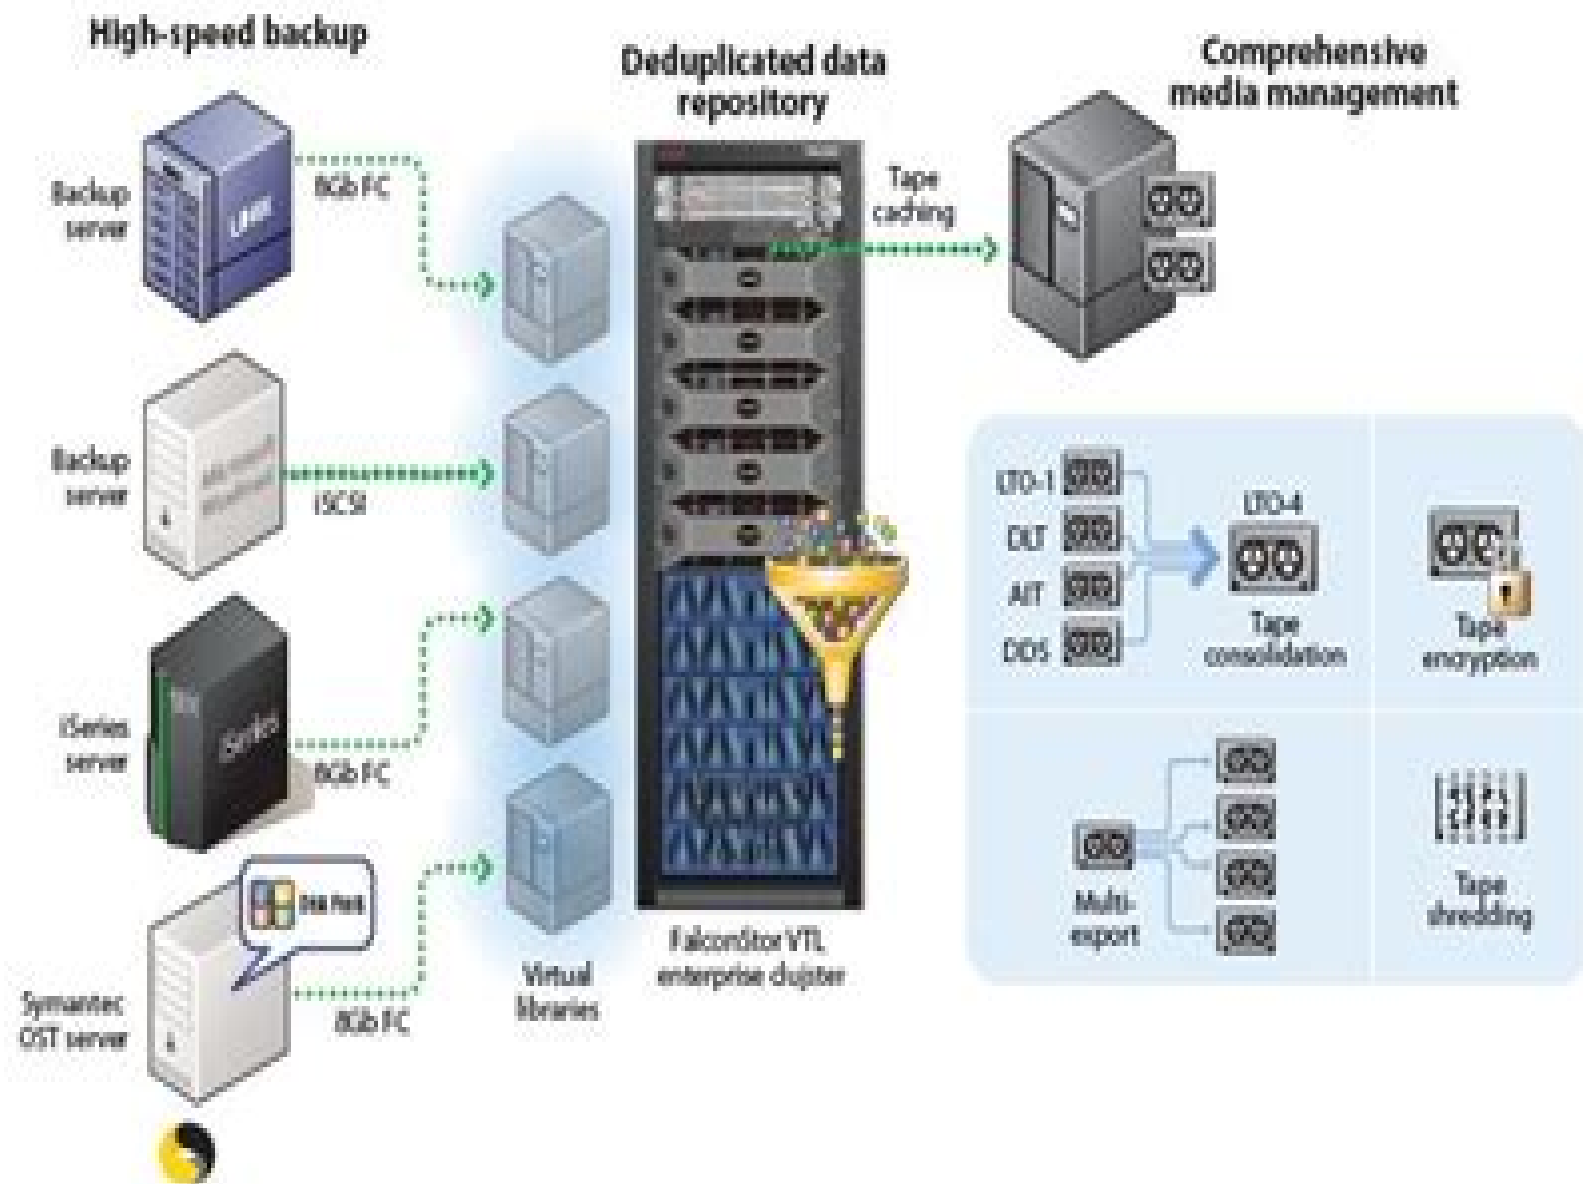 High-speed backup
Deduplicated data
repository
Comprehensive
media management
Backup
server
8Gb FC
Tape
caching
Backup
server
iSCSI
iSeries
server
iSeries
8Gb FC
Symantec
OST server
8Gb FC
Virtual
libraries
FalconStor VTL
enterprise cluster
LTO-1
DLT
AIT
DDS
LTO-4
Tape
consolidation
Tape
encryption
Multi-
export
Tape
shredding